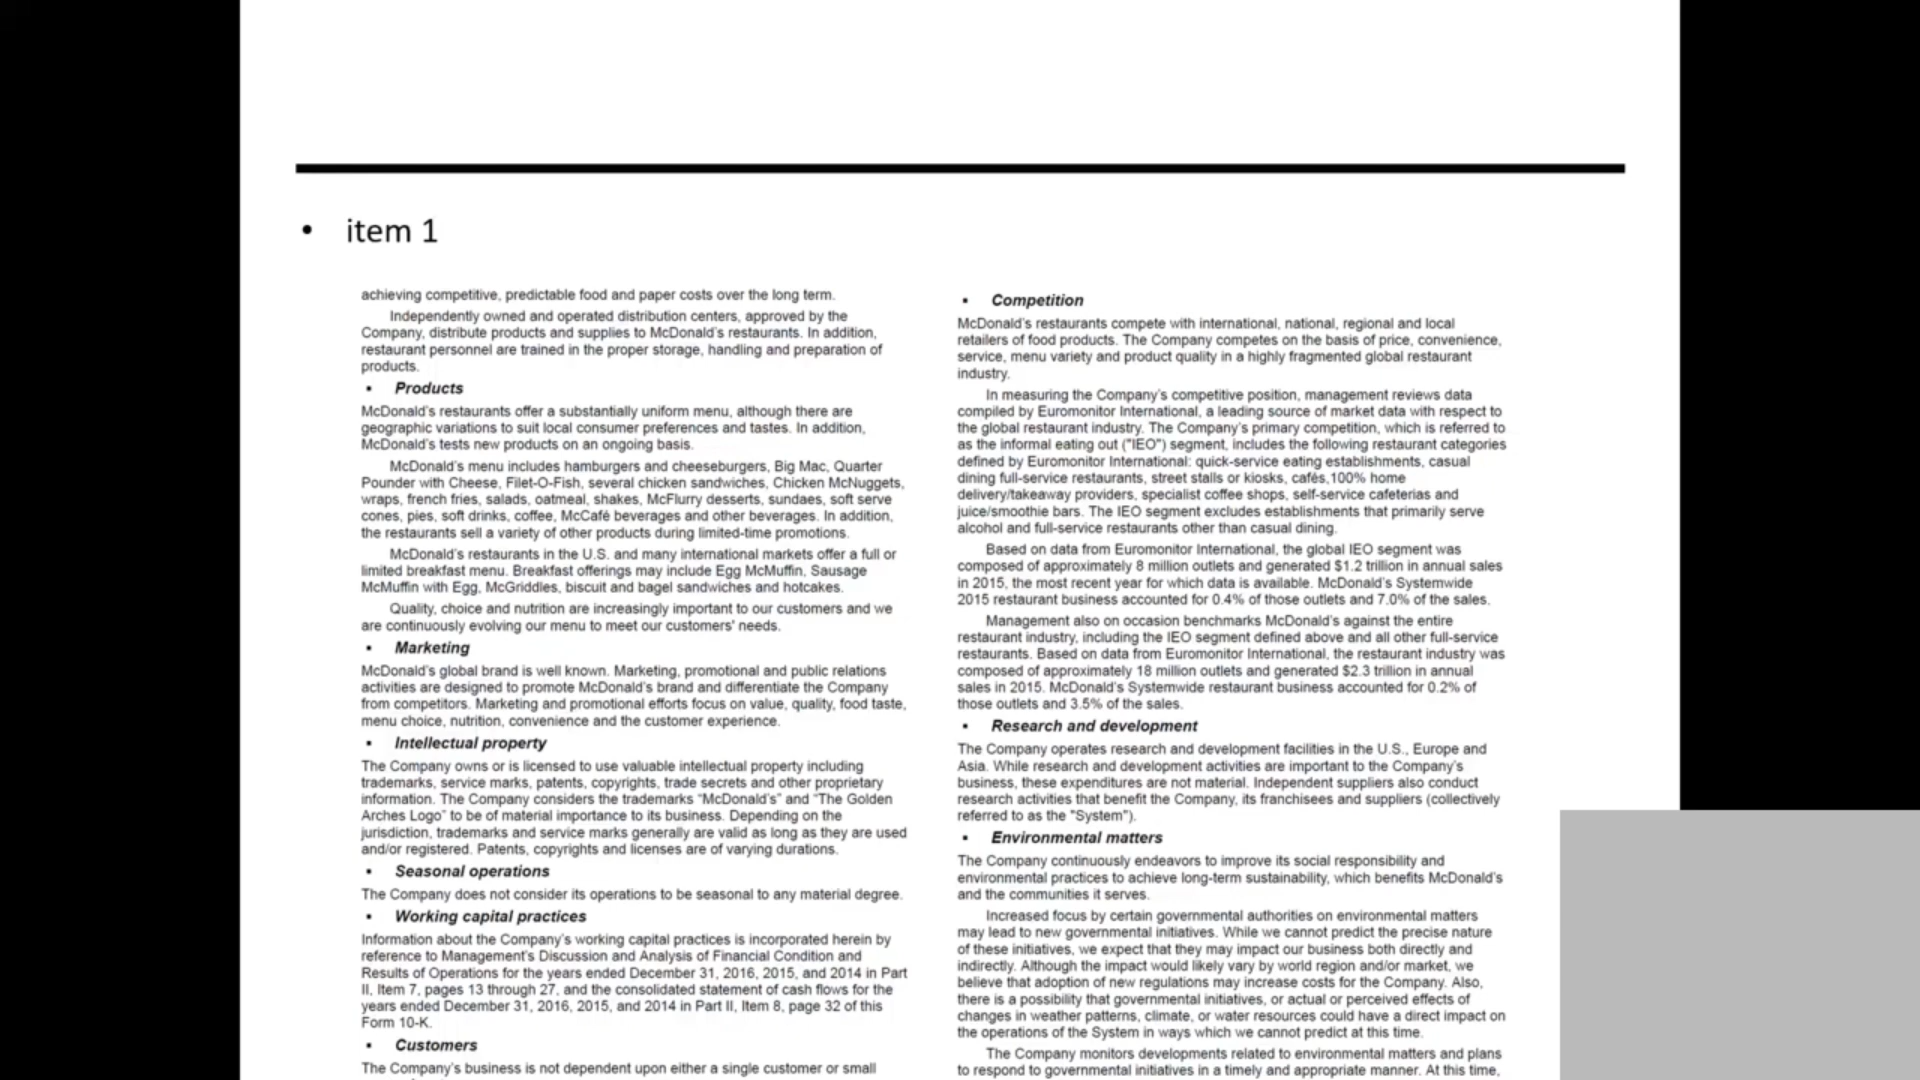 • item 1
achieving competitive, predictable food and paper costs over the long term.
Independently owned and operated distribution centers, approved by the
Company, distribute products and supplies to McDonald's restaurants. In addition,
restaurant personnel are trained in the proper storage, handling and preparation of
products.
▪ Products
McDonald's restaurants offer a substantially uniform menu, although there are
geographic variations to suit local consumer preferences and tastes. In addition,
McDonald's tests new products on an ongoing basis.
McDonald's menu includes hamburgers and cheeseburgers, Big Mac, Quarter
Pounder with Cheese, Filet-O-Fish, several chicken sandwiches, Chicken McNuggets,
wraps, french fries, salads, oatmeal, shakes, McFlurry desserts, sundaes, soft serve
cones, pies, soft drinks, coffee, McCafé beverages and other beverages. In addition,
the restaurants sell a variety of other products during limited-time promotions.
McDonald's restaurants in the U.S. and many international markets offer a full or
limited breakfast menu. Breakfast offerings may include Egg McMuffin, Sausage
McMuffin with Egg, McGriddles, biscuit and bagel sandwiches and hotcakes.
Quality, choice and nutrition are increasingly important to our customers and we
are continuously evolving our menu to meet our customers' needs.
▪ Marketing
McDonald's global brand is well known. Marketing, promotional and public relations
activities are designed to promote McDonald's brand and differentiate the Company
from competitors. Marketing and promotional efforts focus on value, quality, food taste,
menu choice, nutrition, convenience and the customer experience.
▪ Intellectual property
The Company owns or is licensed to use valuable intellectual property including
trademarks, service marks, patents, copyrights, trade secrets and other proprietary
information. The Company considers the trademarks “McDonald's” and “The Golden
Arches Logo” to be of material importance to its business. Depending on the
jurisdiction, trademarks and service marks generally are valid as long as they are used
and/or registered. Patents, copyrights and licenses are of varying durations.
▪ Seasonal operations
The Company does not consider its operations to be seasonal to any material degree.
▪ Working capital practices
Information about the Company's working capital practices is incorporated herein by
reference to Management's Discussion and Analysis of Financial Condition and
Results of Operations for the years ended December 31, 2016, 2015, and 2014 in Part
II, Item 7, pages 13 through 27, and the consolidated statement of cash flows for the
years ended December 31, 2016, 2015, and 2014 in Part II, Item 8, page 32 of this
Form 10-K.
▪ Customers
The Company's business is not dependent upon either a single customer or small
▪ Competition
McDonald's restaurants compete with international, national, regional and local
retailers of food products. The Company competes on the basis of price, convenience,
service, menu variety and product quality in a highly fragmented global restaurant
industry.
In measuring the Company's competitive position, management reviews data
compiled by Euromonitor International, a leading source of market data with respect to
the global restaurant industry. The Company's primary competition, which is referred to
as the informal eating out ("IEO") segment, includes the following restaurant categories
defined by Euromonitor International: quick-service eating establishments, casual
dining full-service restaurants, street stalls or kiosks, cafés,100% home
delivery/takeaway providers, specialist coffee shops, self-service cafeterias and
juice/smoothie bars. The IEO segment excludes establishments that primarily serve
alcohol and full-service restaurants other than casual dining.
Based on data from Euromonitor International, the global IEO segment was
composed of approximately 8 million outlets and generated $1.2 trillion in annual sales
in 2015, the most recent year for which data is available. McDonald's Systemwide
2015 restaurant business accounted for 0.4% of those outlets and 7.0% of the sales.
Management also on occasion benchmarks McDonald's against the entire
restaurant industry, including the IEO segment defined above and all other full-service
restaurants. Based on data from Euromonitor International, the restaurant industry was
composed of approximately 18 million outlets and generated $2.3 trillion in annual
sales in 2015. McDonald's Systemwide restaurant business accounted for 0.2% of
those outlets and 3.5% of the sales.
▪ Research and development
The Company operates research and development facilities in the U.S., Europe and
Asia. While research and development activities are important to the Company's
business, these expenditures are not material. Independent suppliers also conduct
research activities that benefit the Company, its franchisees and suppliers (collectively
referred to as the "System").
▪ Environmental matters
The Company continuously endeavors to improve its social responsibility and
environmental practices to achieve long-term sustainability, which benefits McDonald's
and the communities it serves.
Increased focus by certain governmental authorities on environmental matters
may lead to new governmental initiatives. While we cannot predict the precise nature
of these initiatives, we expect that they may impact our business both directly and
indirectly. Although the impact would likely vary by world region and/or market, we
believe that adoption of new regulations may increase costs for the Company. Also,
there is a possibility that governmental initiatives, or actual or perceived effects of
changes in weather patterns, climate, or water resources could have a direct impact on
the operations of the System in ways which we cannot predict at this time.
The Company monitors developments related to environmental matters and plans
to respond to governmental initiatives in a timely and appropriate manner. At this time,